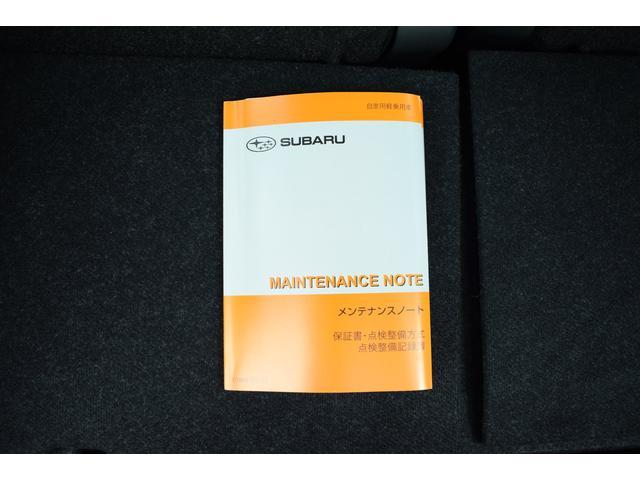 自家用軽乗用車
SUBARU
MAINTENANCE NOTE
メンテナンスノート
保証書・点検整備方式
点検整備記録簿